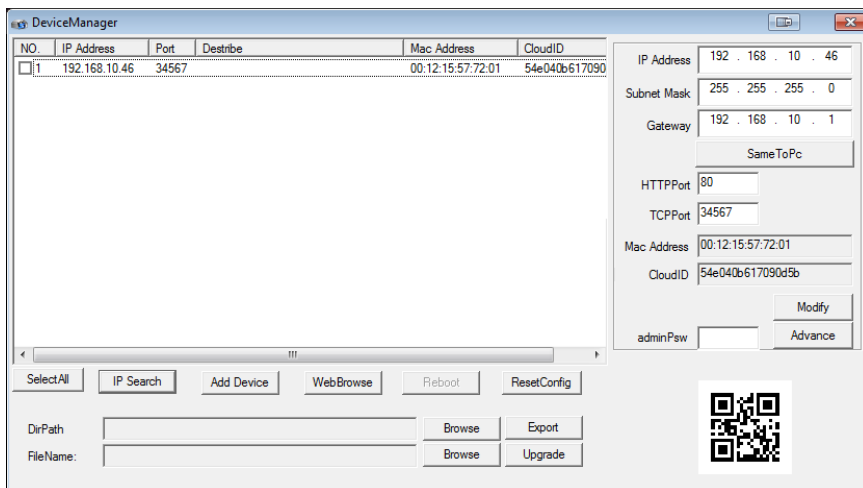 DeviceManager
NO. IP Address Port Destribe Mac Address CloudID
1 192.168.10.46 34567 00:12:15:57:72:01 54e040b617090
IP Address 192 . 168 . 10 . 46
Subnet Mask 255 . 255 . 255 . 0
Gateway 192 . 168 . 10 . 1
SameToPc
HTTPPort 80
TCPPort 34567
Mac Address 00:12:15:57:72:01
CloudID 54e040b617090d5b
Modify
adminPsw Advance
SelectAll IP Search Add Device WebBrowse Reboot ResetConfig
DirPath Browse Export
FileName: Browse Upgrade